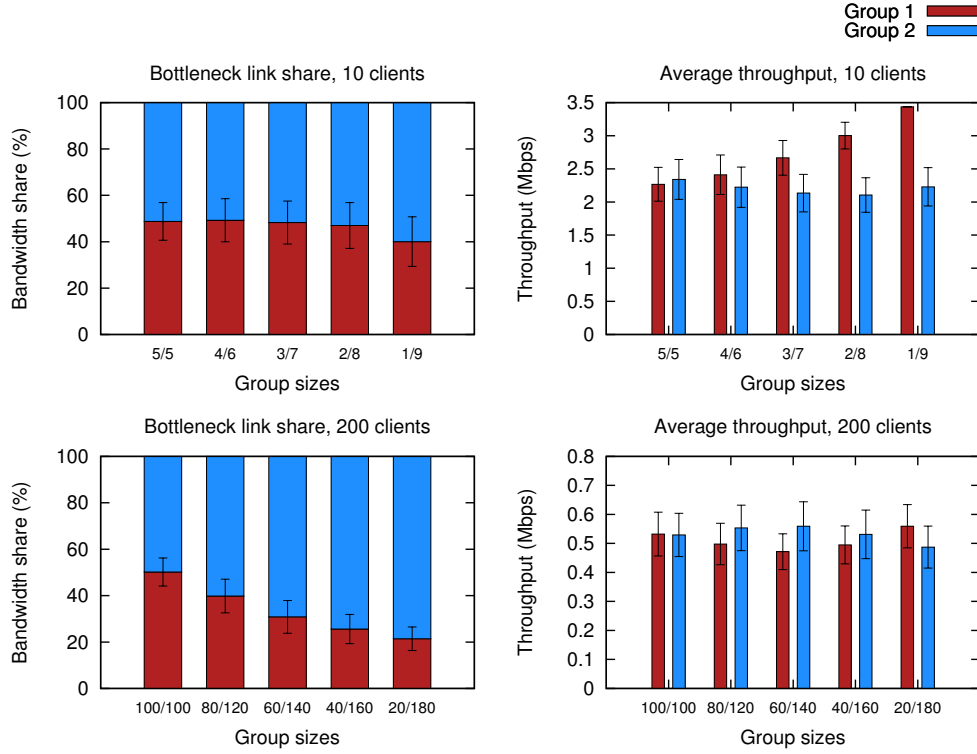 Group 1
Group 2
Bottleneck link share, 10 clients
Bandwidth share (%)
100
80
60
40
20
0
5/5 4/6 3/7 2/8 1/9
Group sizes
Average throughput, 10 clients
Throughput (Mbps)
3.5
3
2.5
2
1.5
1
0.5
0
5/5 4/6 3/7 2/8 1/9
Group sizes
Bottleneck link share, 200 clients
Bandwidth share (%)
100
80
60
40
20
0
100/100 80/120 60/140 40/160 20/180
Group sizes
Average throughput, 200 clients
Throughput (Mbps)
0.8
0.7
0.6
0.5
0.4
0.3
0.2
0.1
0
100/100 80/120 60/140 40/160 20/180
Group sizes